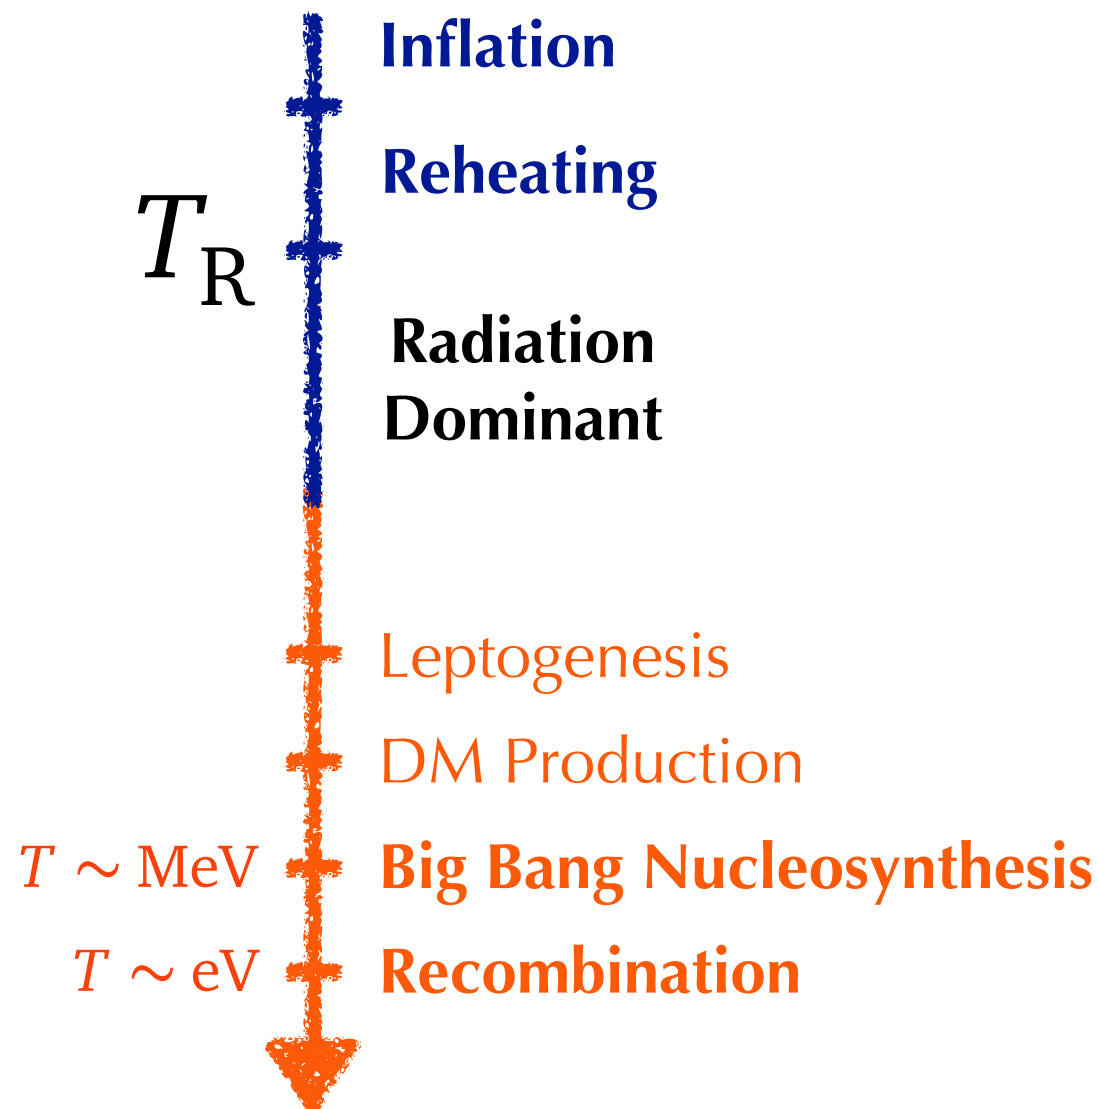 Inflation
Reheating
T_R
Radiation
Dominant
Leptogenesis
DM Production
T ~ MeV Big Bang Nucleosynthesis
T ~ eV Recombination